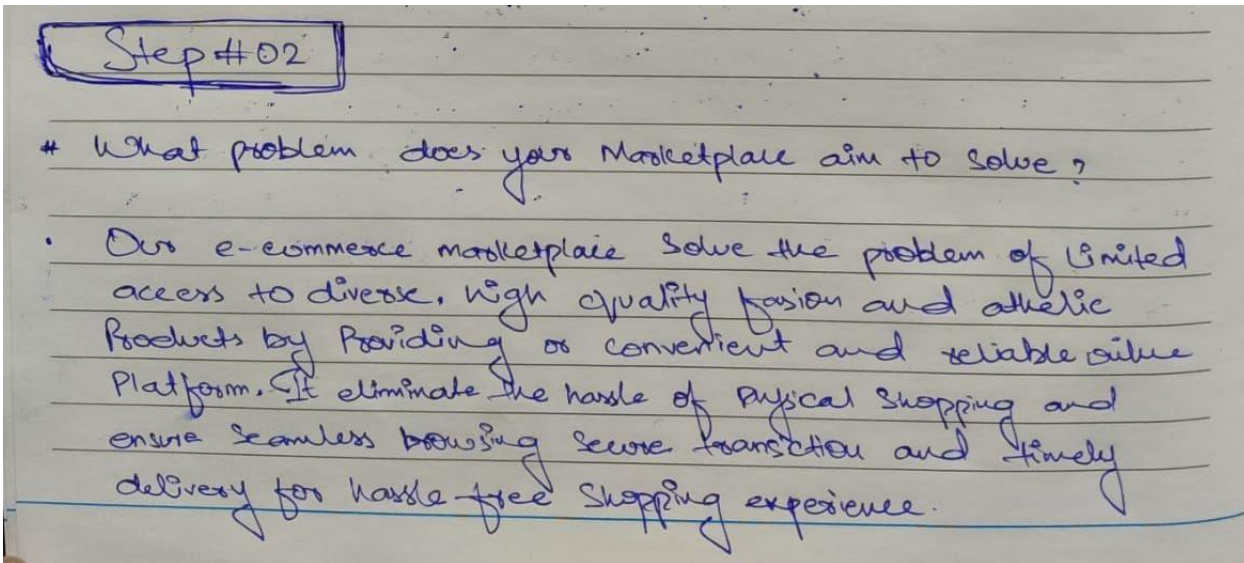 Step #02
# What problem does your Marketplace aim to solve?
• Our e-commerce marketplace solve the problem of limited
access to diverse, high quality fasion and athelic
Products by Providing or convenient and reliable online
Platform. It eliminate the hassle of physical shopping and
ensure seamless browsing secure transiction and timely
delivery for hassle-free shopping experience.